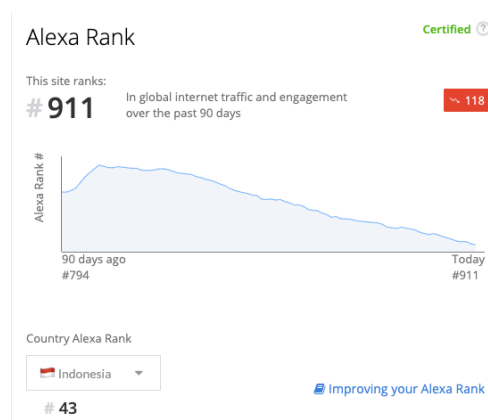 Alexa Rank
Certified ?
This site ranks:
# 911
In global internet traffic and engagement
over the past 90 days
118
Alexa Rank #
90 days ago
#794
Today
#911
Country Alexa Rank
Indonesia
Improving your Alexa Rank
# 43